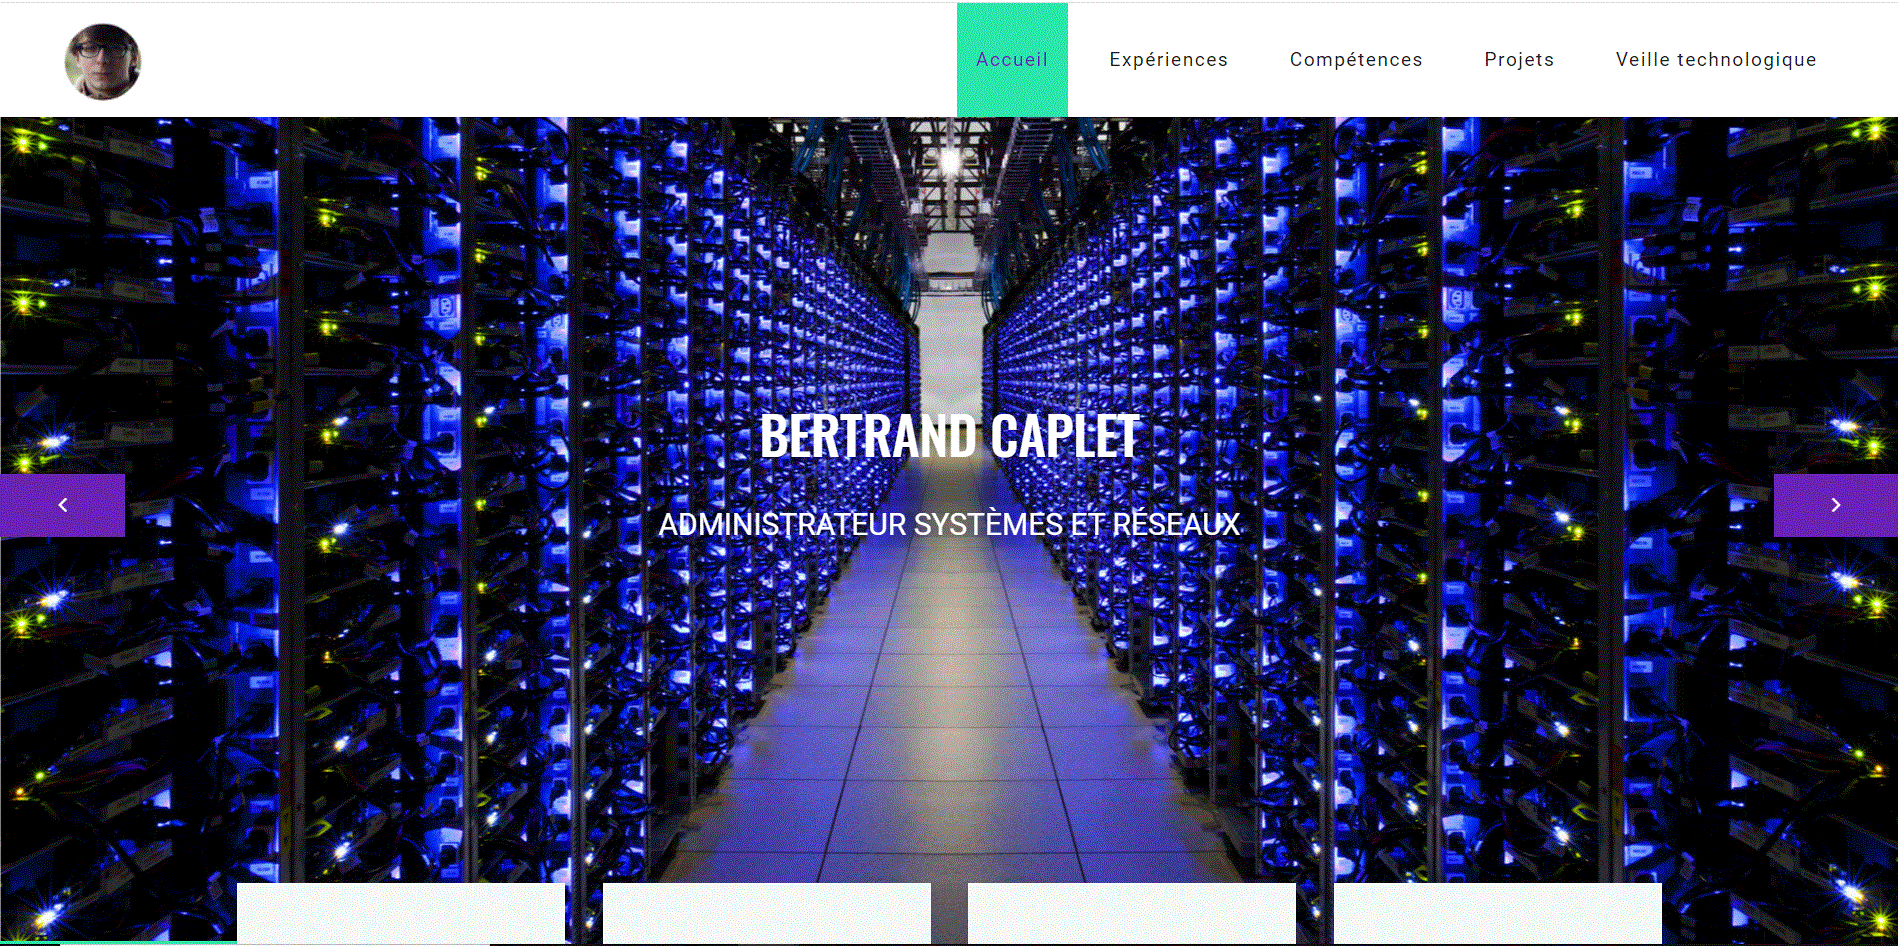 Accueil Expériences Compétences Projets Veille technologique
BERTRAND CAPLET
ADMINISTRATEUR SYSTÈMES ET RÉSEAUX